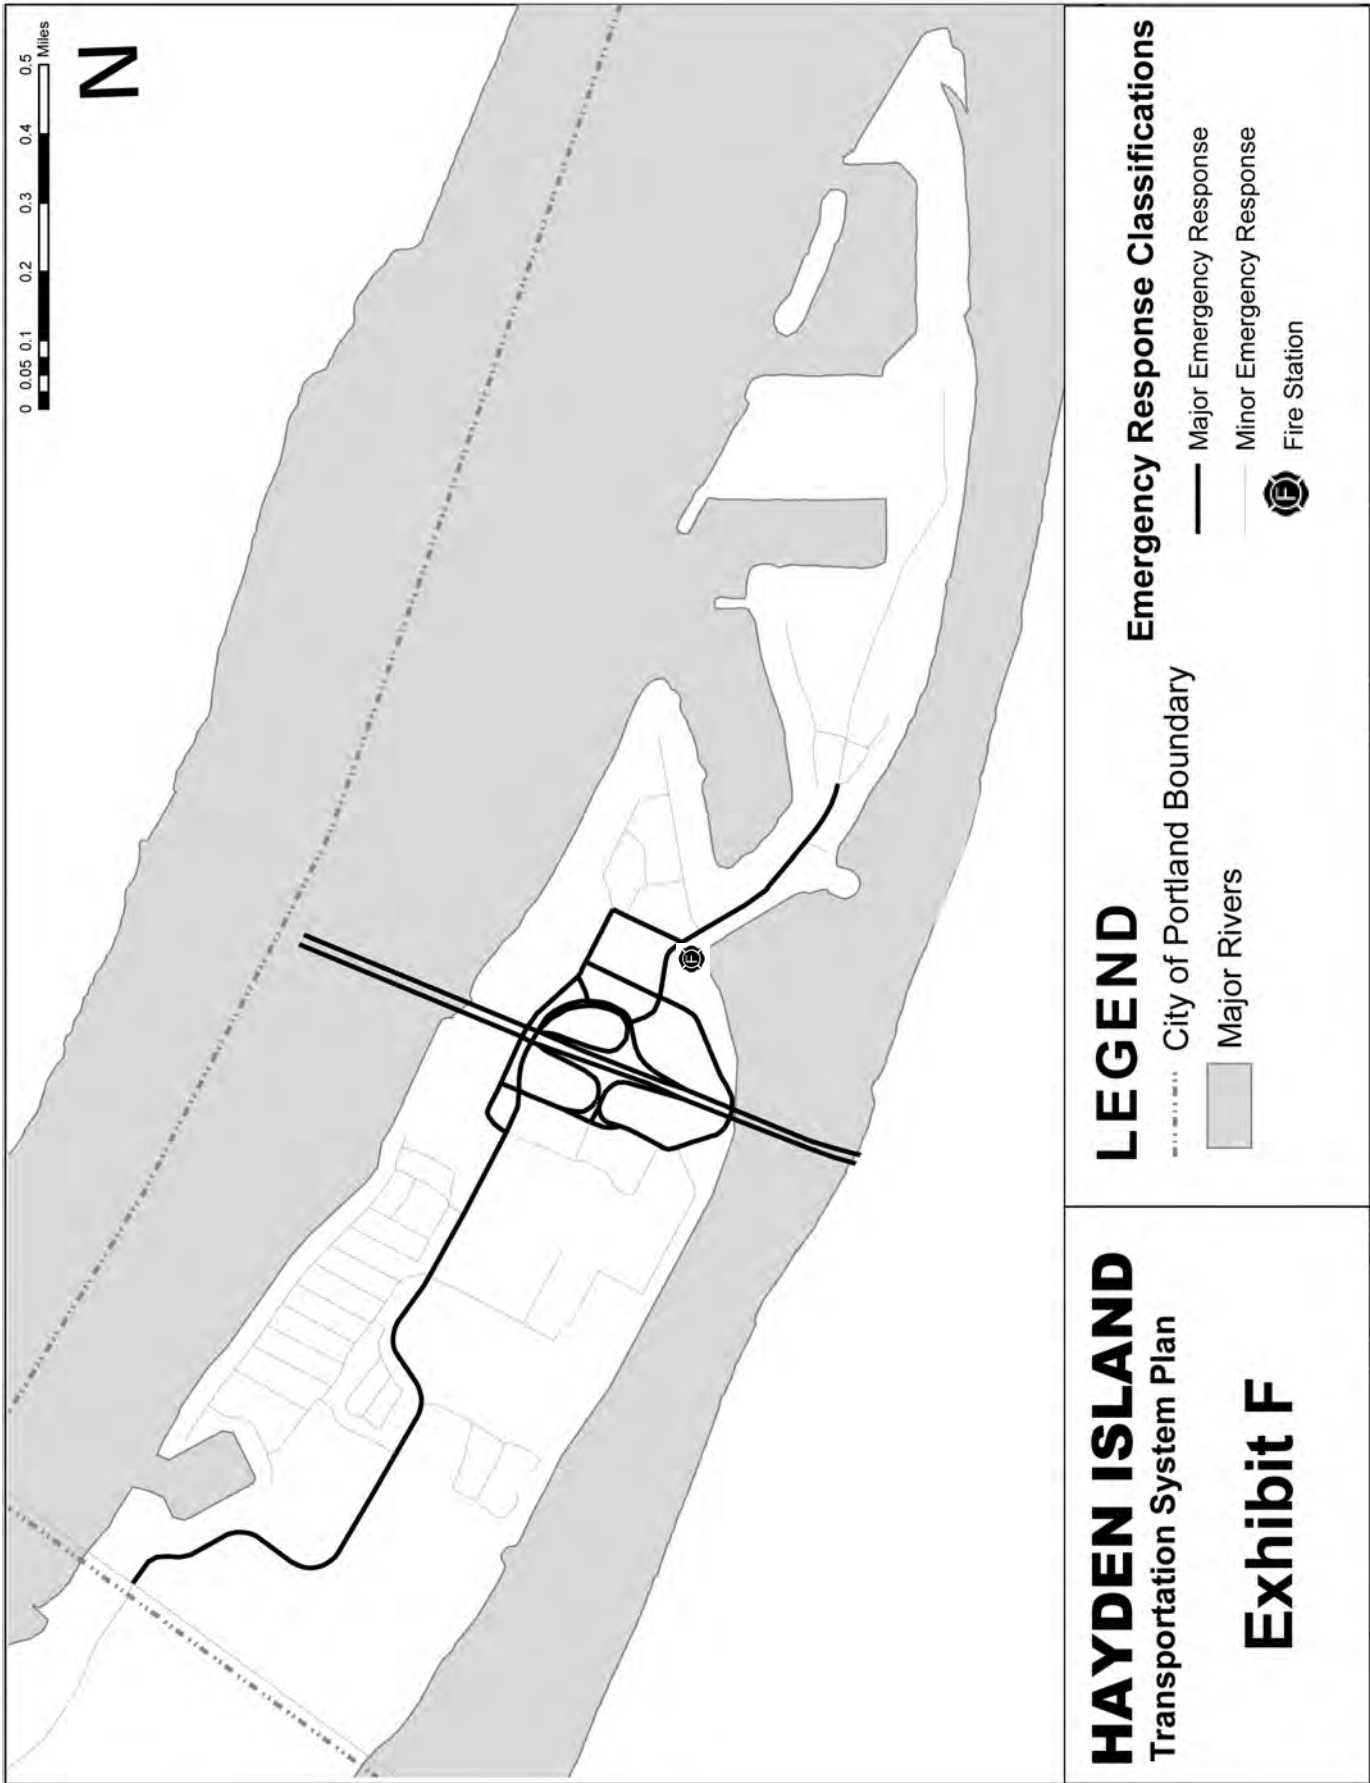 0 0.05 0.1 0.2 0.3 0.4 0.5
Miles
N
F
HAYDEN ISLAND
Transportation System Plan
Exhibit F
LEGEND
City of Portland Boundary
Major Rivers
Emergency Response Classifications
Major Emergency Response
Minor Emergency Response
F
Fire Station